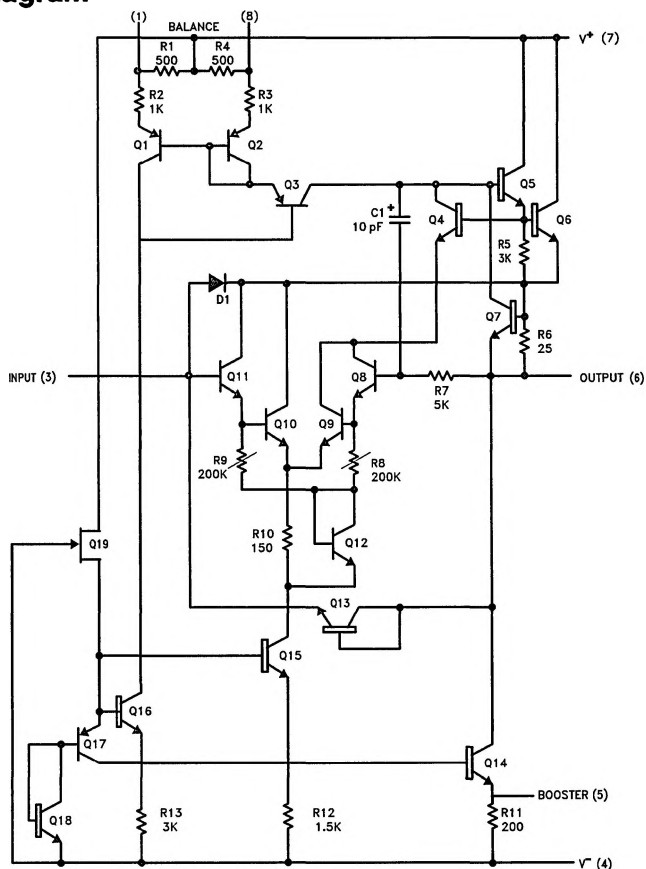 agram
(1)
BALANCE
(8)
V+ (7)
R1
500
R4
500
R2
1K
R3
1K
Q1
Q2
Q3
Q5
C1
10 pF
+
Q4
Q6
R5
3K
D1
Q7
R6
25
INPUT (3)
Q11
Q8
OUTPUT (6)
R7
5K
Q10
Q9
R9
200K
R8
200K
R10
150
Q12
Q19
Q13
Q15
Q16
Q17
Q14
BOOSTER (5)
Q18
R13
3K
R12
1.5K
R11
200
V- (4)